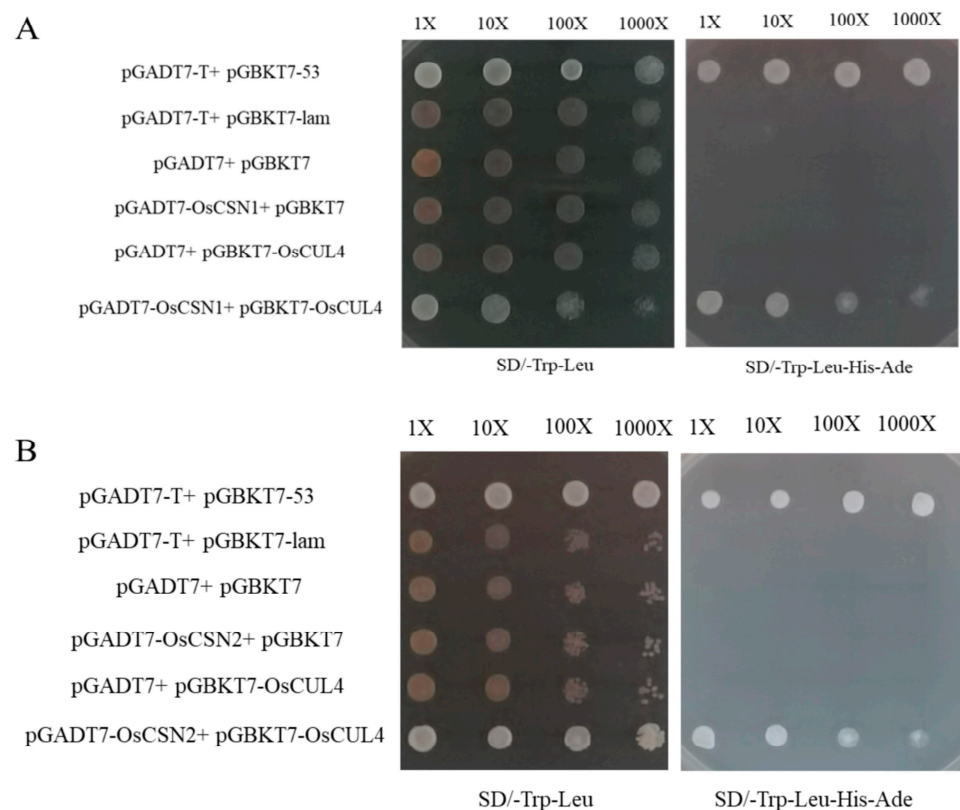 A
1X 10X 100X 1000X 1X 10X 100X 1000X
pGADT7-T+ pGBKT7-53
pGADT7-T+ pGBKT7-lam
pGADT7+ pGBKT7
pGADT7-OsCSN1+ pGBKT7
pGADT7+ pGBKT7-OsCUL4
pGADT7-OsCSN1+ pGBKT7-OsCUL4
SD/-Trp-Leu SD/-Trp-Leu-His-Ade
B
1X 10X 100X 1000X 1X 10X 100X 1000X
pGADT7-T+ pGBKT7-53
pGADT7-T+ pGBKT7-lam
pGADT7+ pGBKT7
pGADT7-OsCSN2+ pGBKT7
pGADT7+ pGBKT7-OsCUL4
pGADT7-OsCSN2+ pGBKT7-OsCUL4
SD/-Trp-Leu SD/-Trp-Leu-His-Ade